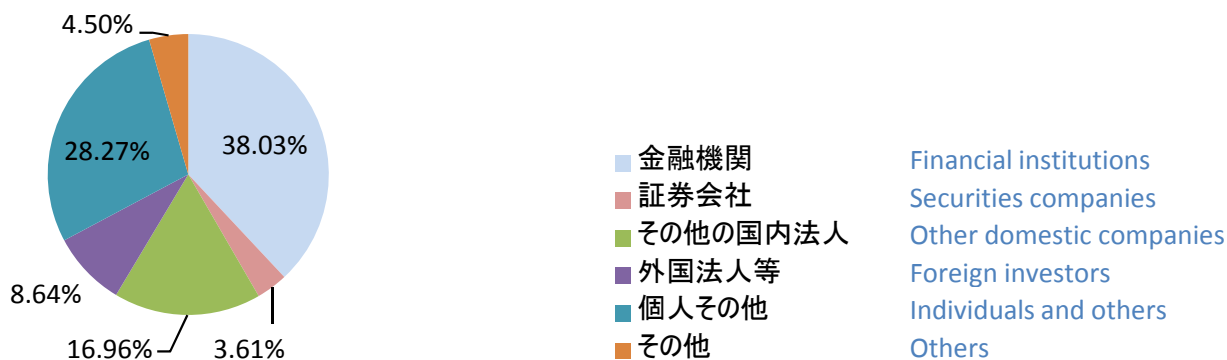 4.50%
38.03%
28.27%
8.64%
16.96%
3.61%
金融機関 Financial institutions
証券会社 Securities companies
その他の国内法人 Other domestic companies
外国法人等 Foreign investors
個人その他 Individuals and others
その他 Others